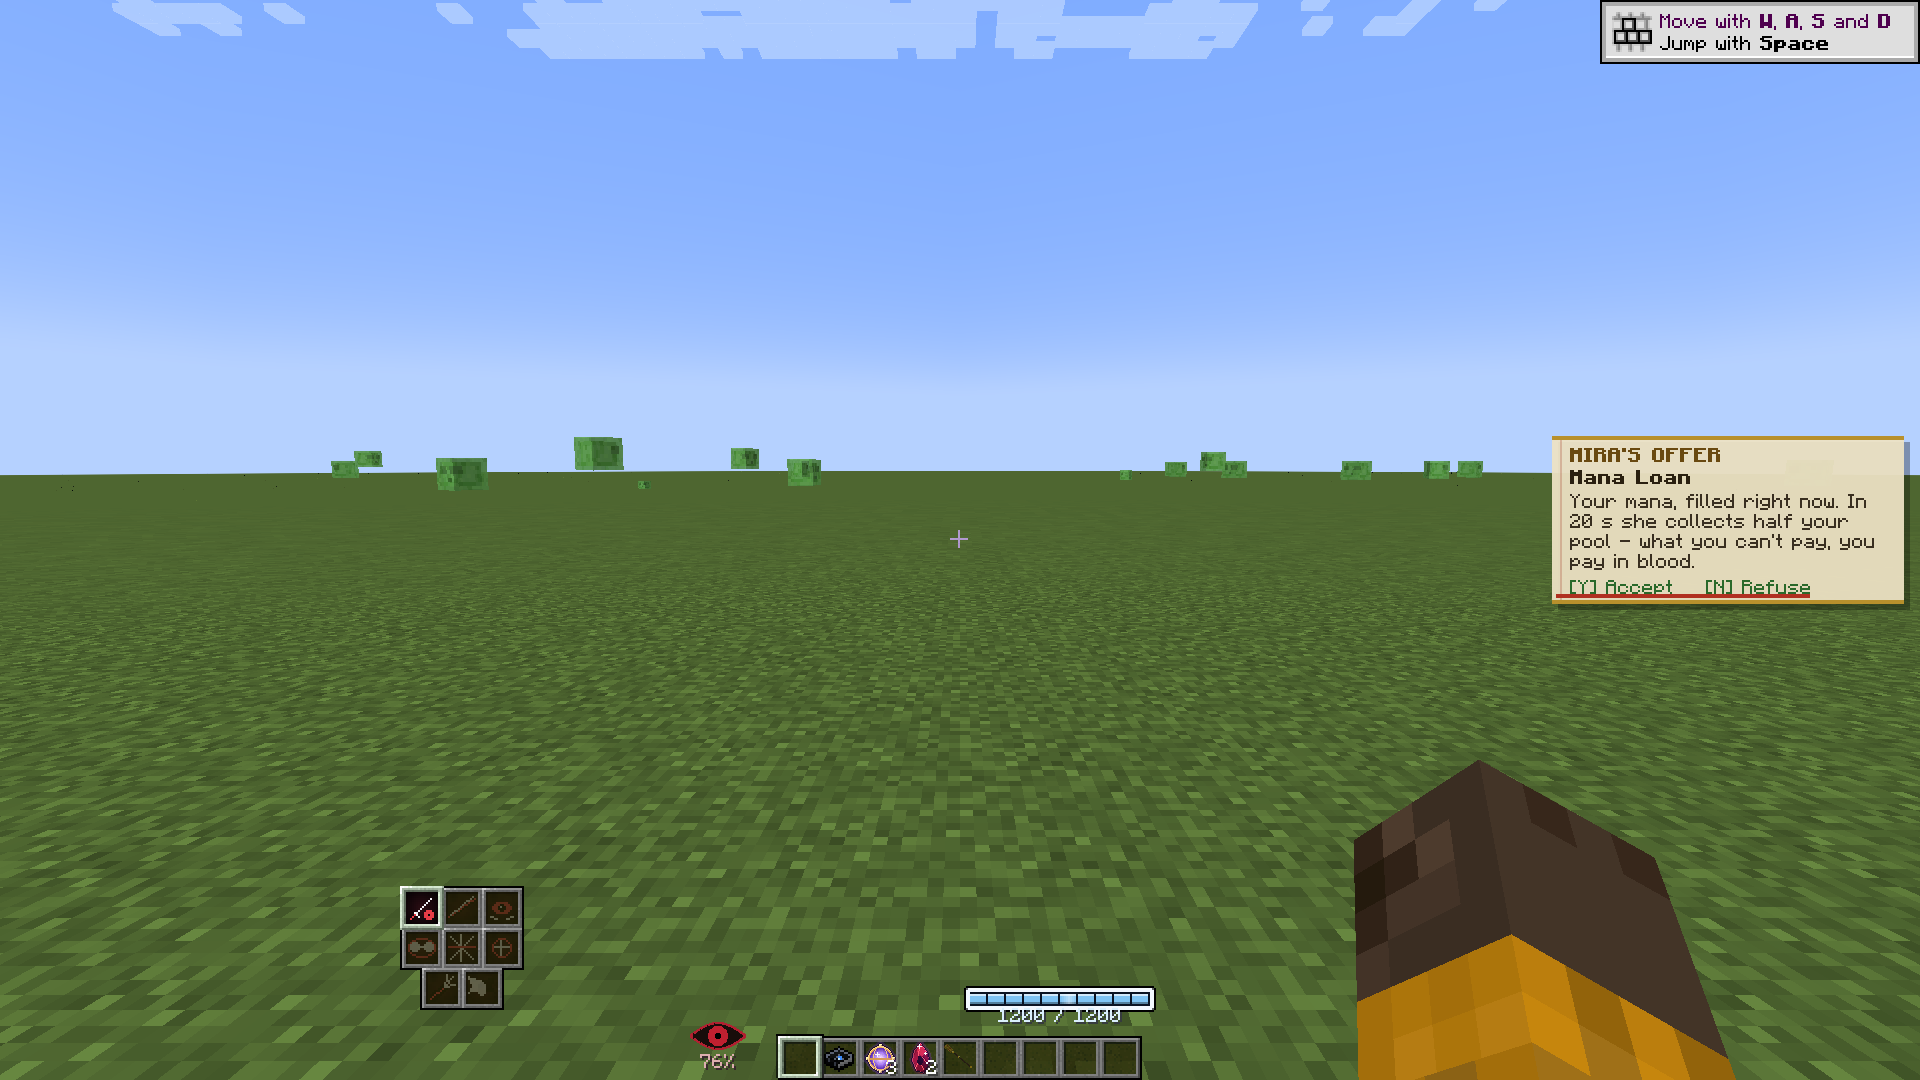 Move with W, A, S and D
Jump with Space
MIRA'S OFFER
Mana Loan
Your mana, filled right now. In
20 s she collects half your
pool – what you can't pay, you
pay in blood.
[Y] Accept [N] Refuse
1200 / 1200
76%
3
2